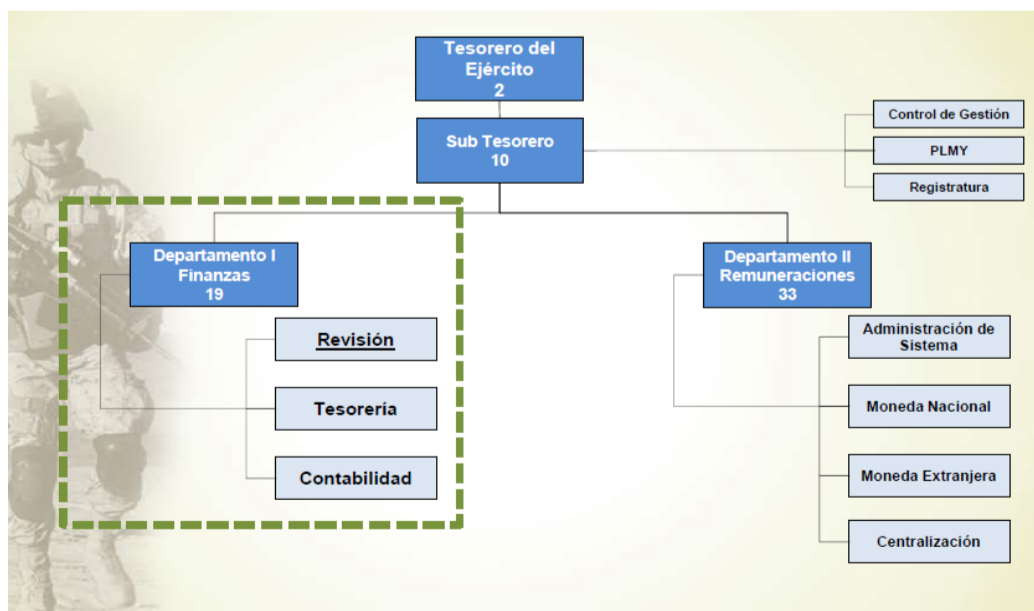 Tesorero del
Ejército
2
Sub Tesorero
10
Control de Gestión
PLMY
Registratura
Departamento I
Finanzas
19
Revisión
Tesorería
Contabilidad
Departamento II
Remuneraciones
33
Administración de
Sistema
Moneda Nacional
Moneda Extranjera
Centralización